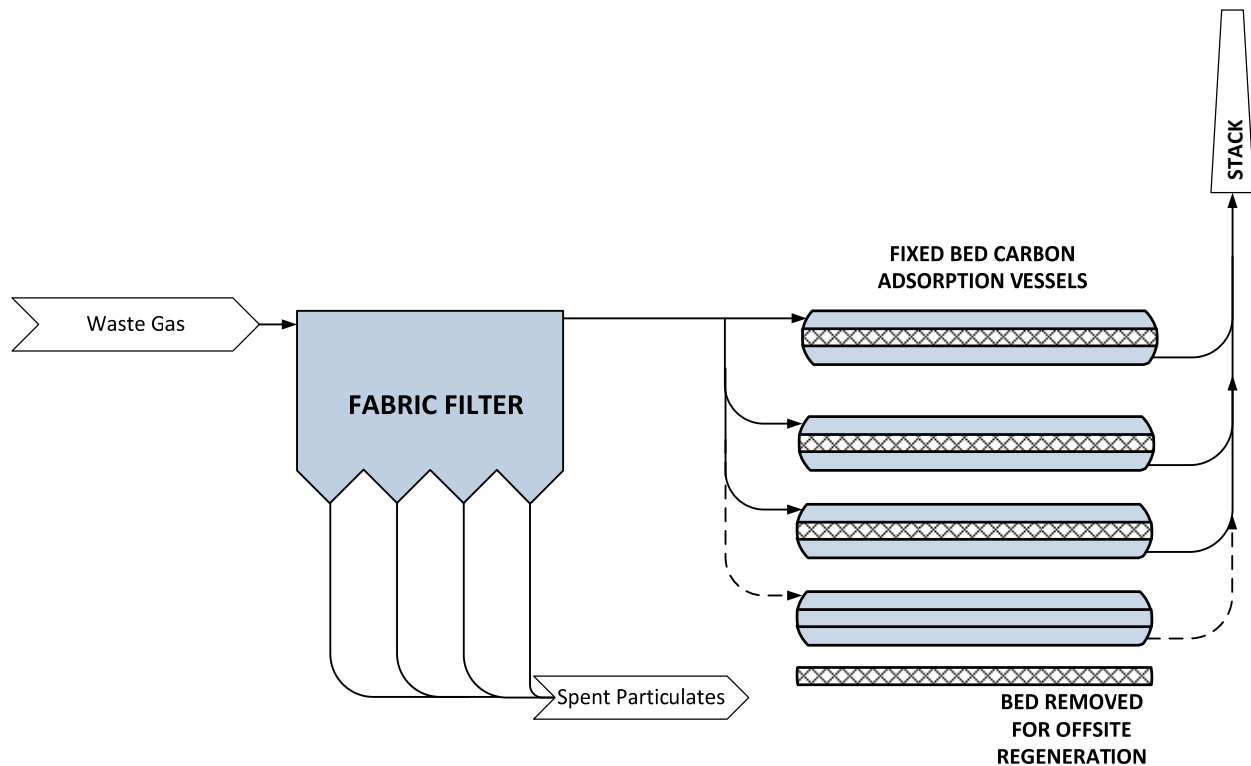 STACK
FIXED BED CARBON
ADSORPTION VESSELS
Waste Gas
FABRIC FILTER
Spent Particulates
BED REMOVED
FOR OFFSITE
REGENERATION